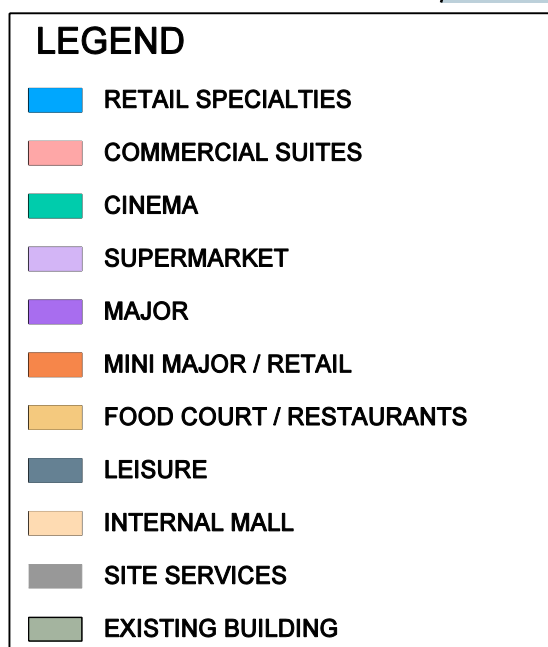 LEGEND
RETAIL SPECIALTIES
COMMERCIAL SUITES
CINEMA
SUPERMARKET
MAJOR
MINI MAJOR / RETAIL
FOOD COURT / RESTAURANTS
LEISURE
INTERNAL MALL
SITE SERVICES
EXISTING BUILDING